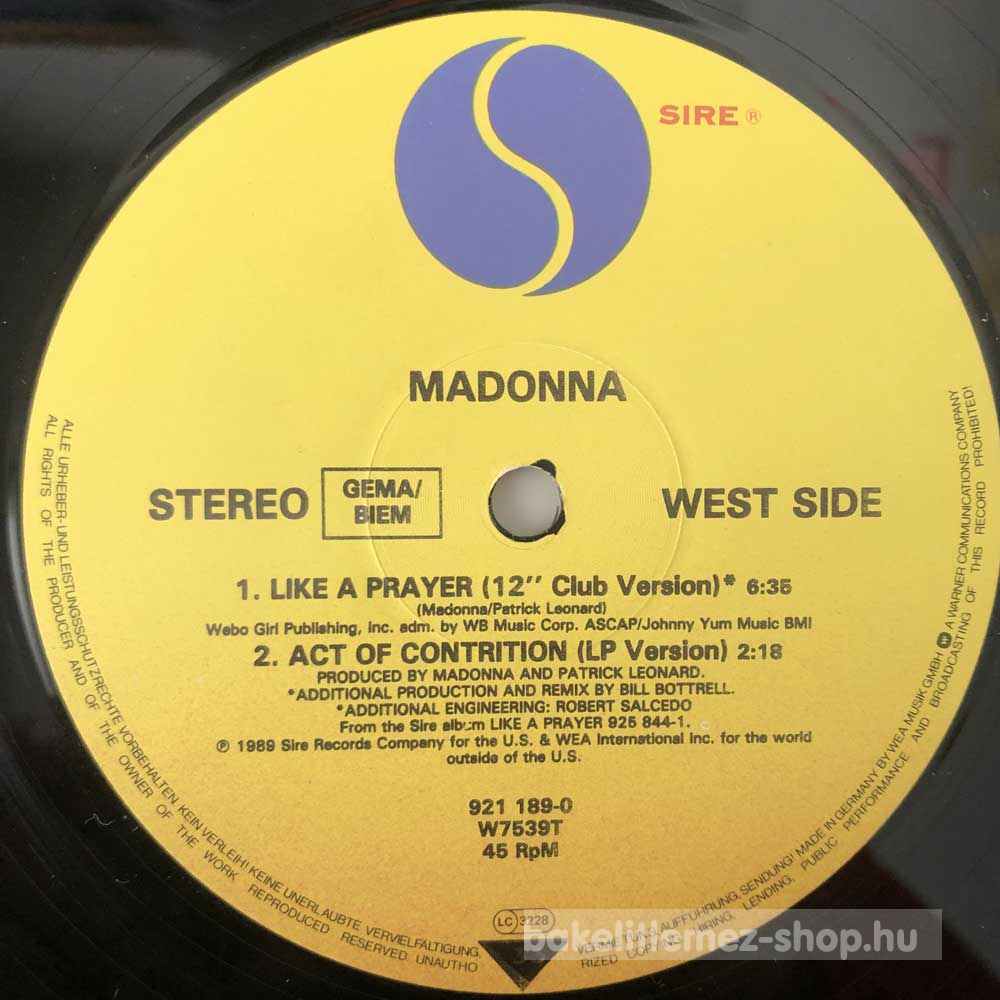 SIRE ®
MADONNA
STEREO
GEMA/
BIEM
WEST SIDE
1. LIKE A PRAYER (12" Club Version)* 6:35
(Madonna/Patrick Leonard)
Webo Girl Publishing, Inc. adm. by WB Music Corp. ASCAP/Johnny Yum Music BMI
2. ACT OF CONTRITION (LP Version) 2:18
PRODUCED BY MADONNA AND PATRICK LEONARD.
*ADDITIONAL PRODUCTION AND REMIX BY BILL BOTTRELL.
*ADDITIONAL ENGINEERING: ROBERT SALCEDO
From the Sire album LIKE A PRAYER 925 844-1.
℗ 1989 Sire Records Company for the U.S. & WEA International Inc. for the world
outside of the U.S.
921 189-0
W7539T
45 RpM
LC 3228
ALLE URHEBER- UND LEISTUNGSSCHUTZRECHTE VORBEHALTEN. KEIN VERLEIH! KEINE UNERLAUBTE VERVIELFÄLTIGUNG,
VERMIETUNG, AUFFÜHRUNG, SENDUNG! MADE IN GERMANY BY WEA MUSIK GMBH A WARNER COMMUNICATIONS COMPANY
ALL RIGHTS OF THE PRODUCER AND OF THE OWNER OF THE WORK REPRODUCED RESERVED. UNAUTHO
RIZED COPYING, HIRING, LENDING, PUBLIC PERFORMANCE AND BROADCASTING OF THIS RECORD PROHIBITED!
bakelitlemez-shop.hu